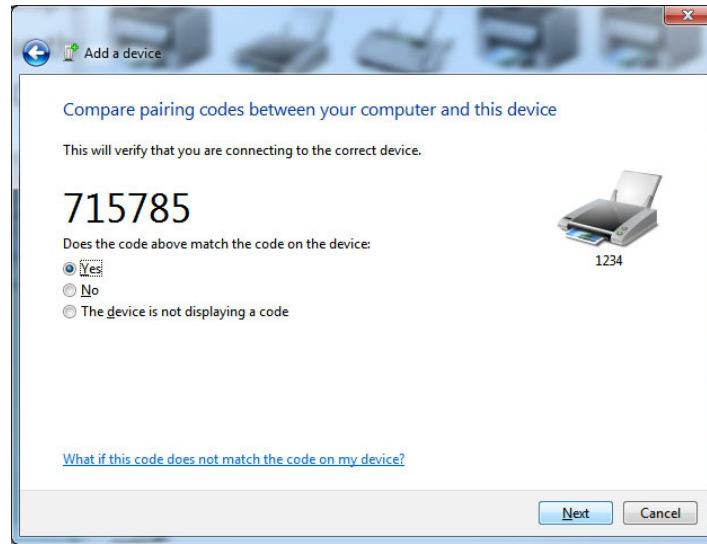 Add a device
Compare pairing codes between your computer and this device
This will verify that you are connecting to the correct device.
715785
Does the code above match the code on the device:
Yes
1234
No
The device is not displaying a code
What if this code does not match the code on my device?
Next Cancel